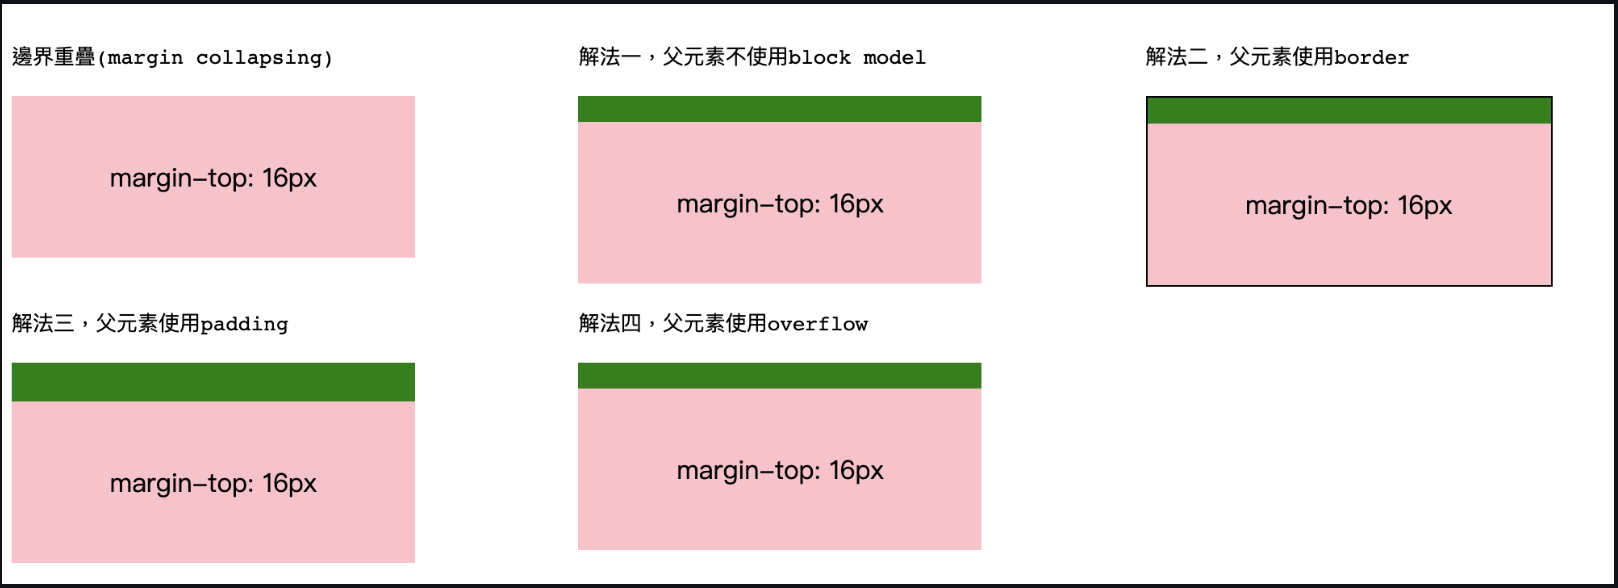 邊界重疊(margin collapsing)
解法一，父元素不使用block model
解法二，父元素使用border
margin-top: 16px
margin-top: 16px
margin-top: 16px
解法三，父元素使用padding
解法四，父元素使用overflow
margin-top: 16px
margin-top: 16px